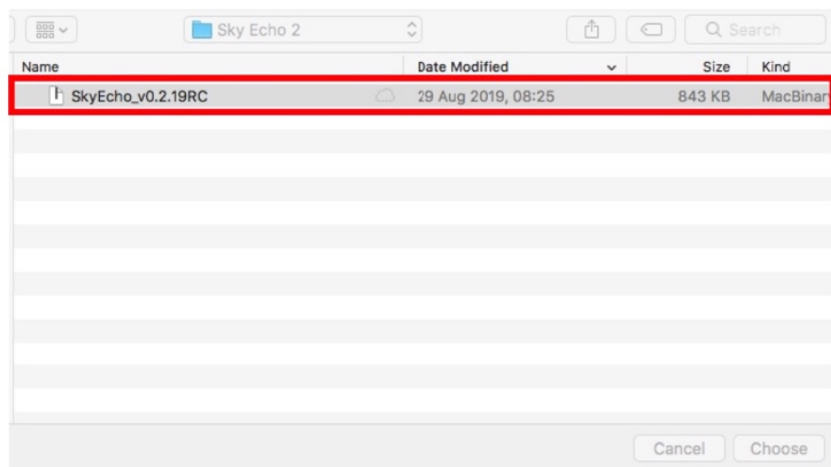 Sky Echo 2 Search
Name Date Modified Size Kind
SkyEcho_v0.2.19RC 29 Aug 2019, 08:25 843 KB MacBinar
Cancel Choose